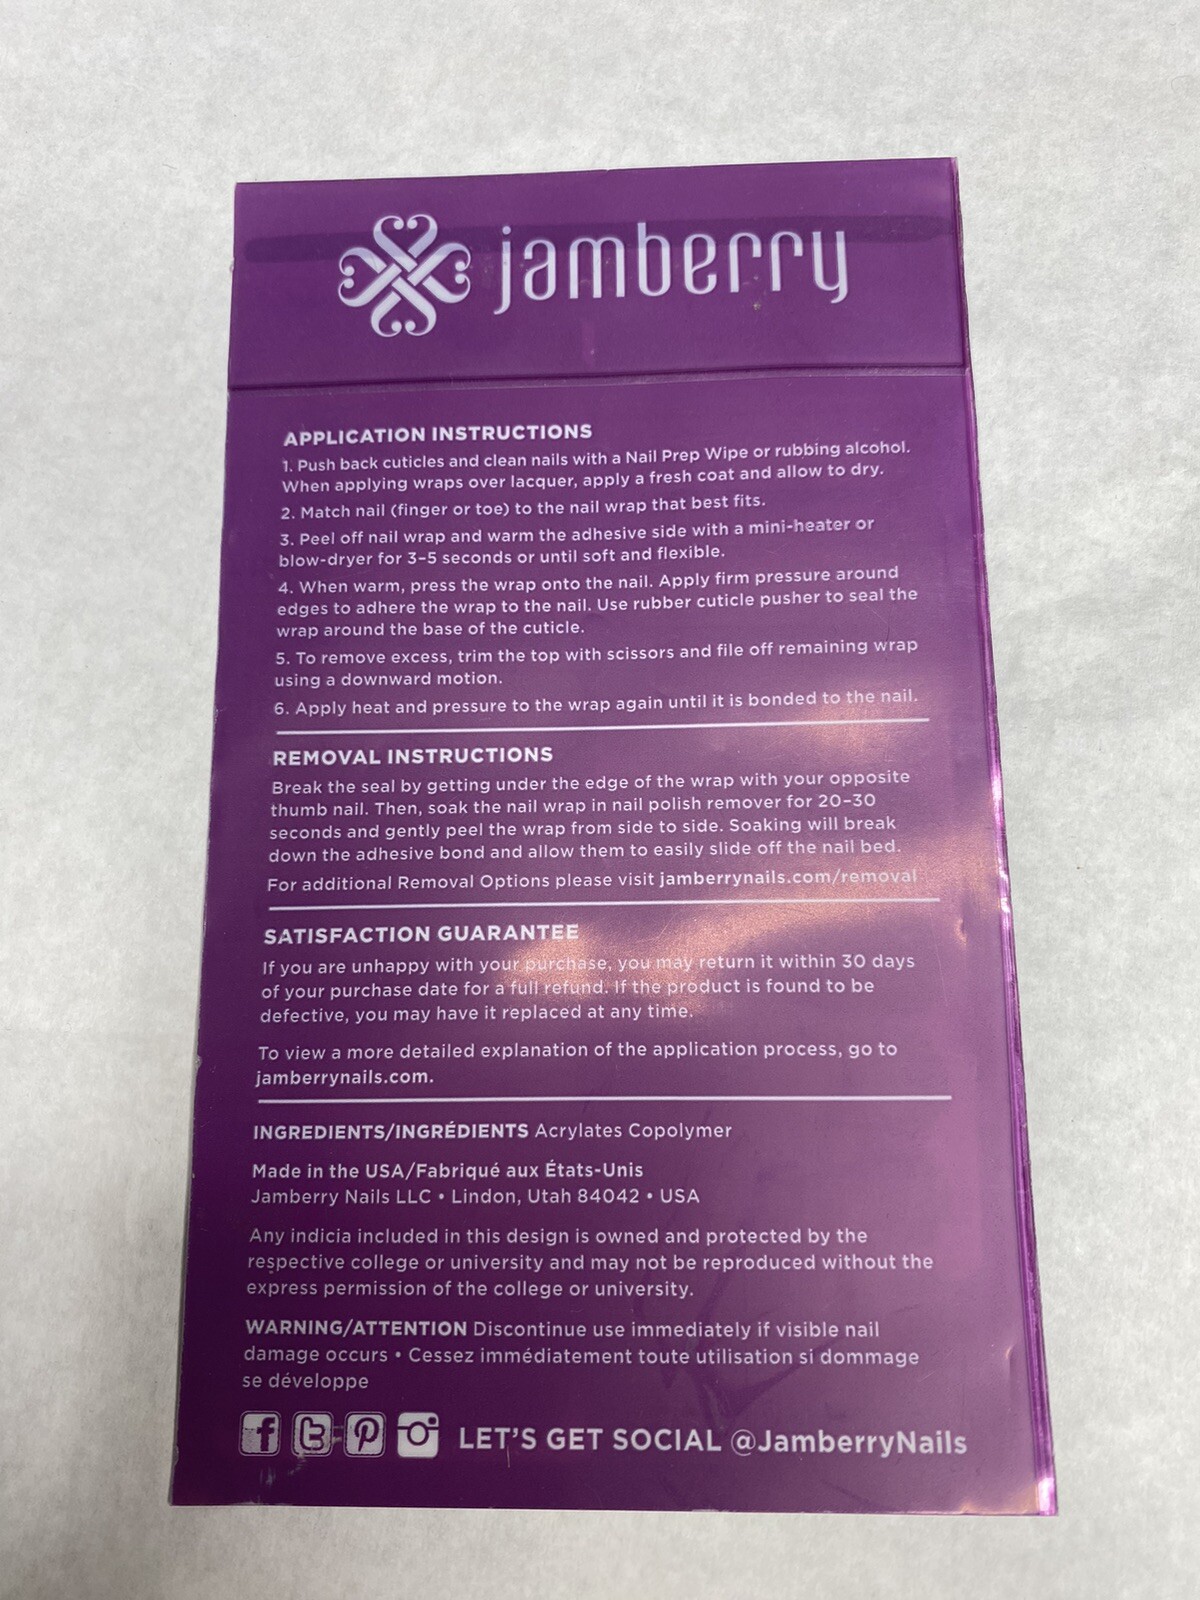 jamberry
APPLICATION INSTRUCTIONS
1. Push back cuticles and clean nails with a Nail Prep Wipe or rubbing alcohol.
When applying wraps over lacquer, apply a fresh coat and allow to dry.
2. Match nail (finger or toe) to the nail wrap that best fits.
3. Peel off nail wrap and warm the adhesive side with a mini-heater or
blow-dryer for 3–5 seconds or until soft and flexible.
4. When warm, press the wrap onto the nail. Apply firm pressure around
edges to adhere the wrap to the nail. Use rubber cuticle pusher to seal the
wrap around the base of the cuticle.
5. To remove excess, trim the top with scissors and file off remaining wrap
using a downward motion.
6. Apply heat and pressure to the wrap again until it is bonded to the nail.
REMOVAL INSTRUCTIONS
Break the seal by getting under the edge of the wrap with your opposite
thumb nail. Then, soak the nail wrap in nail polish remover for 20–30
seconds and gently peel the wrap from side to side. Soaking will break
down the adhesive bond and allow them to easily slide off the nail bed.
For additional Removal Options please visit jamberrynails.com/removal
SATISFACTION GUARANTEE
If you are unhappy with your purchase, you may return it within 30 days
of your purchase date for a full refund. If the product is found to be
defective, you may have it replaced at any time.
To view a more detailed explanation of the application process, go to
jamberrynails.com.
INGREDIENTS/INGRÉDIENTS Acrylates Copolymer
Made in the USA/Fabriqué aux États-Unis
Jamberry Nails LLC • Lindon, Utah 84042 • USA
Any indicia included in this design is owned and protected by the
respective college or university and may not be reproduced without the
express permission of the college or university.
WARNING/ATTENTION Discontinue use immediately if visible nail
damage occurs • Cessez immédiatement toute utilisation si dommage
se développe
LET'S GET SOCIAL @JamberryNails